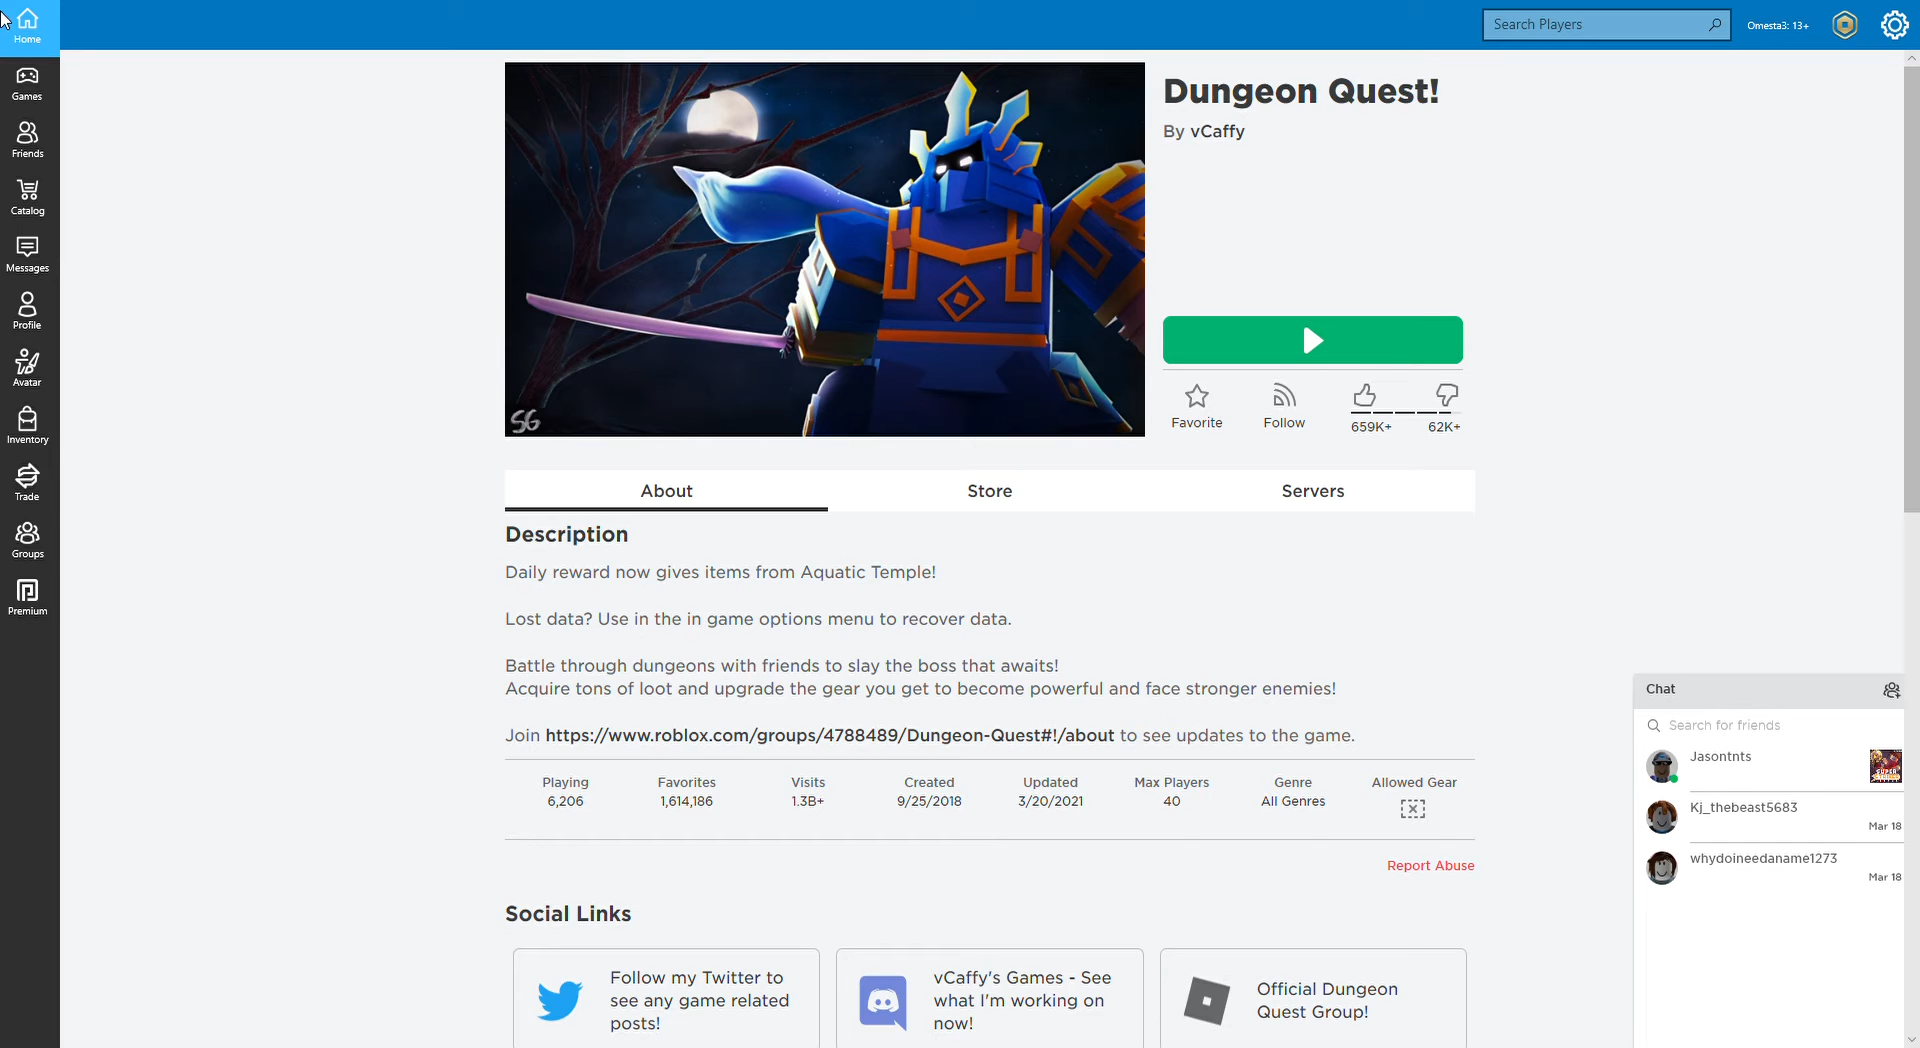 Home
Search Players
Omesta3: 13+
Games
Friends
Catalog
Messages
Profile
Avatar
Inventory
Trade
Groups
Premium
SG
Dungeon Quest!
By vCaffy
Favorite
Follow
659K+
62K+
About
Store
Servers
Description
Daily reward now gives items from Aquatic Temple!
Lost data? Use in the in game options menu to recover data.
Battle through dungeons with friends to slay the boss that awaits!
Acquire tons of loot and upgrade the gear you get to become powerful and face stronger enemies!
Join https://www.roblox.com/groups/4788489/Dungeon-Quest#!/about to see updates to the game.
Playing
6,206
Favorites
1,614,186
Visits
1.3B+
Created
9/25/2018
Updated
3/20/2021
Max Players
40
Genre
All Genres
Allowed Gear
Report Abuse
Social Links
Follow my Twitter to
see any game related
posts!
vCaffy's Games - See
what I'm working on
now!
Official Dungeon
Quest Group!
Chat
Search for friends
Jasontnts
SUPER
Kj_thebeast5683
Mar 18
whydoineedaname1273
Mar 18